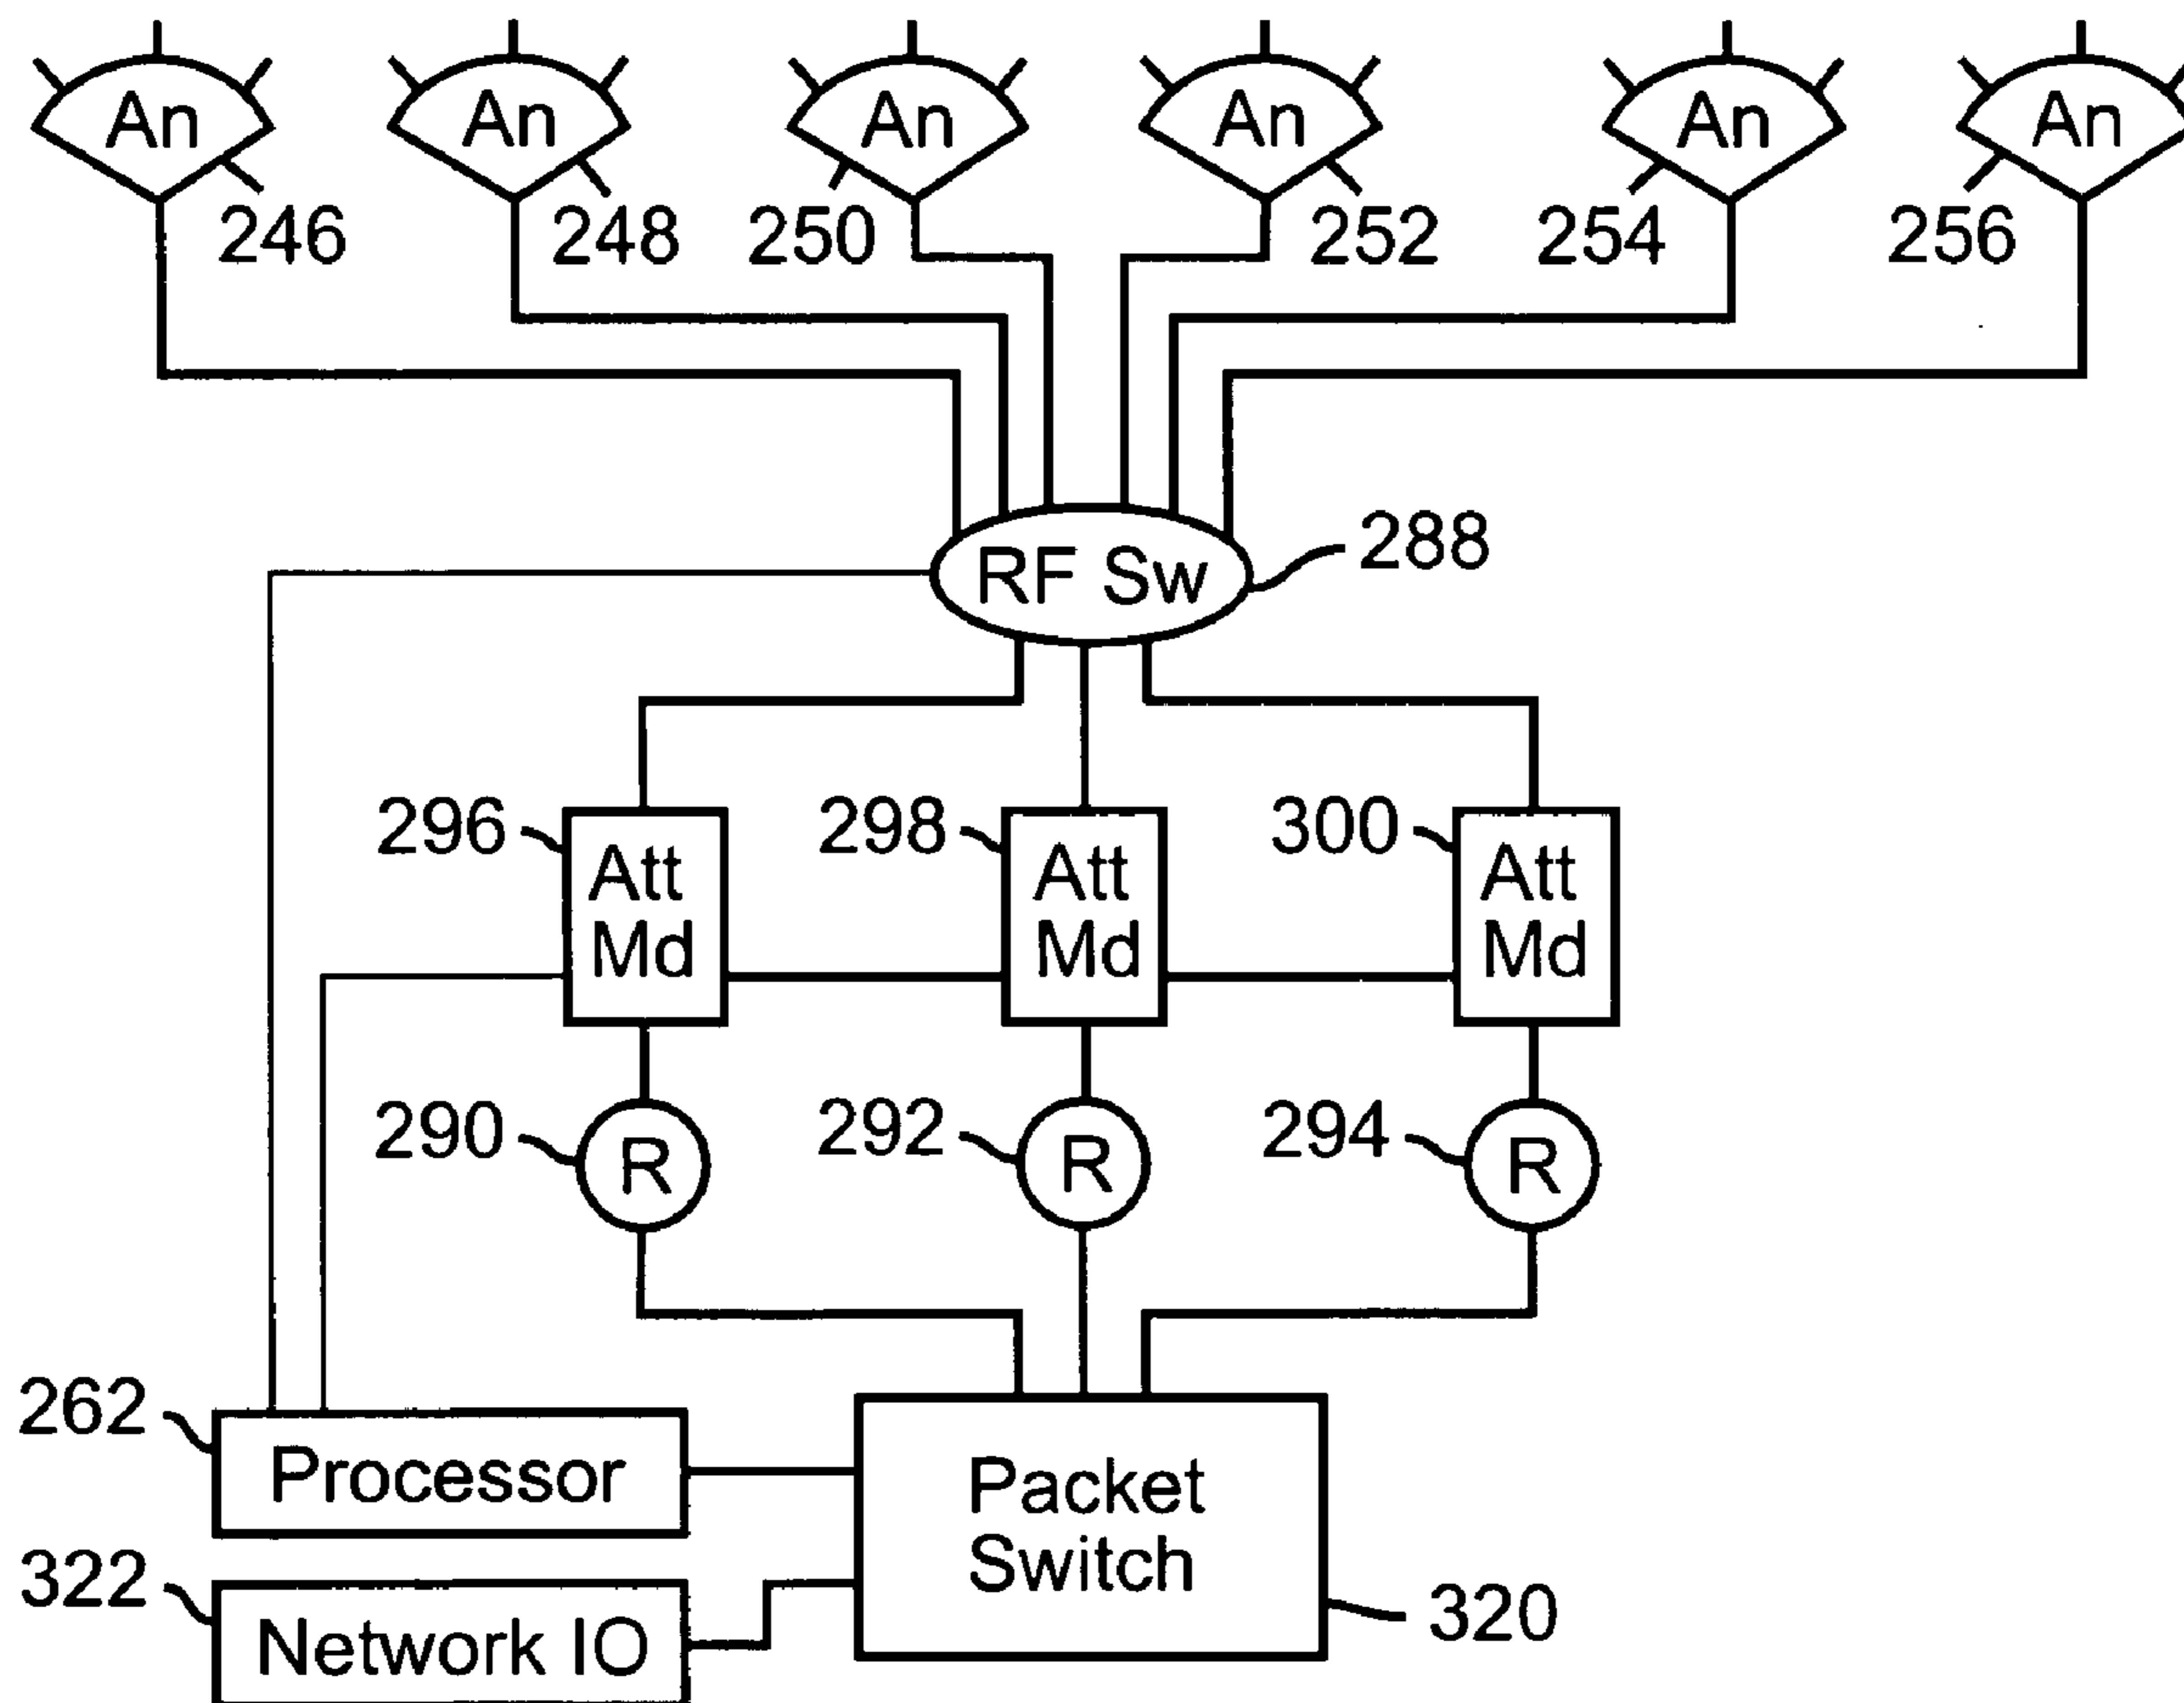 An An An An An An
246 248 250 252 254 256
RF Sw 288
296 298 300
Att Att Att
Md Md Md
290 292 294
R R R
262
Processor
Packet
Switch
322
Network IO
320